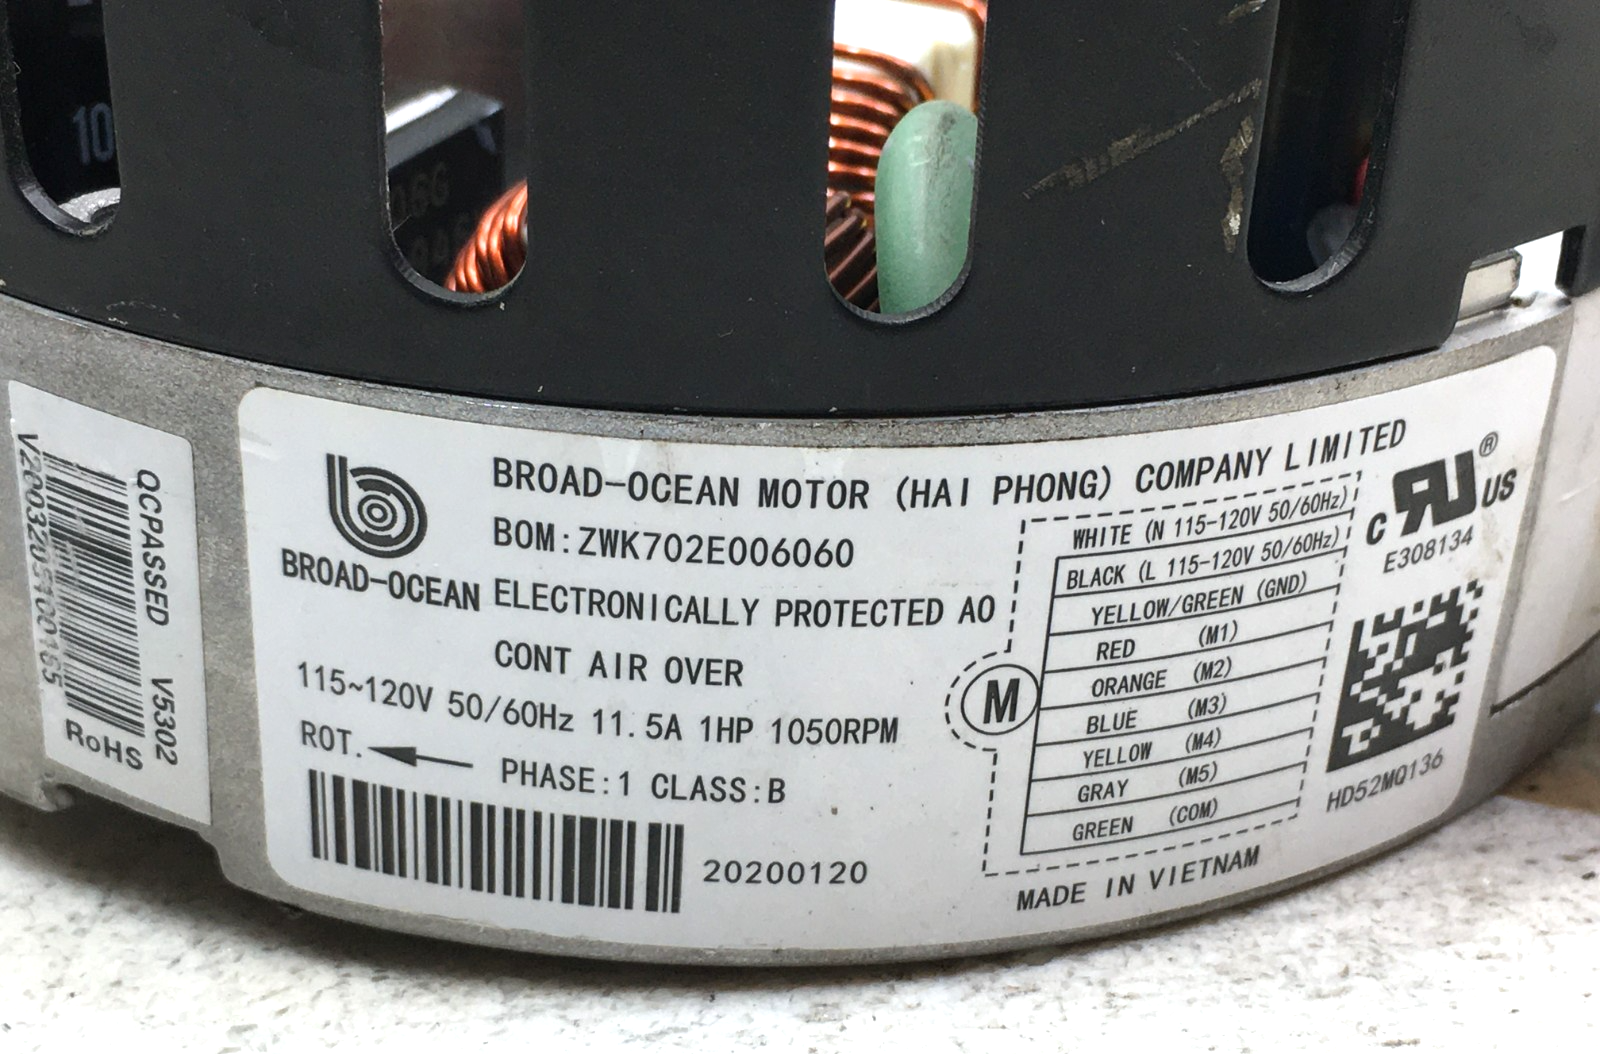 10
BROAD-OCEAN
BROAD-OCEAN MOTOR (HAI PHONG) COMPANY LIMITED
BOM:ZWK702E006060
ELECTRONICALLY PROTECTED AO
CONT AIR OVER
115~120V 50/60Hz 11.5A 1HP 1050RPM
ROT.
PHASE:1 CLASS:B
20200120
WHITE (N 115-120V 50/60Hz)
BLACK (L 115-120V 50/60Hz)
YELLOW/GREEN (GND)
RED (M1)
ORANGE (M2)
BLUE (M3)
YELLOW (M4)
GRAY (M5)
GREEN (COM)
M
MADE IN VIETNAM
C RU US ®
E308134
HD52MQ136
QCPASSED V5302
RoHS